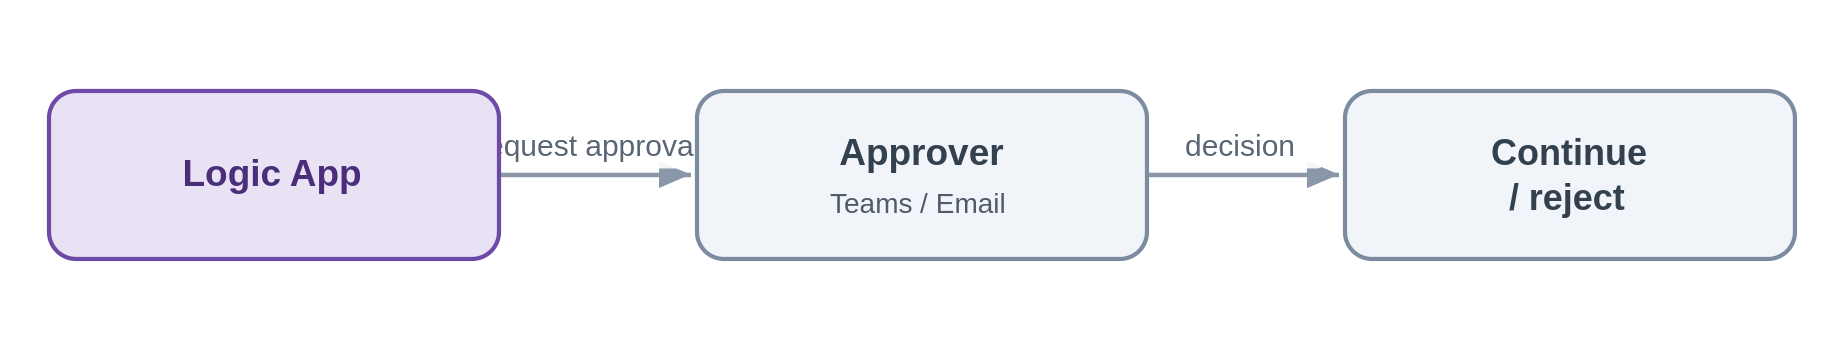 Logic App
equest approva
Approver
Teams / Email
decision
Continue
/ reject